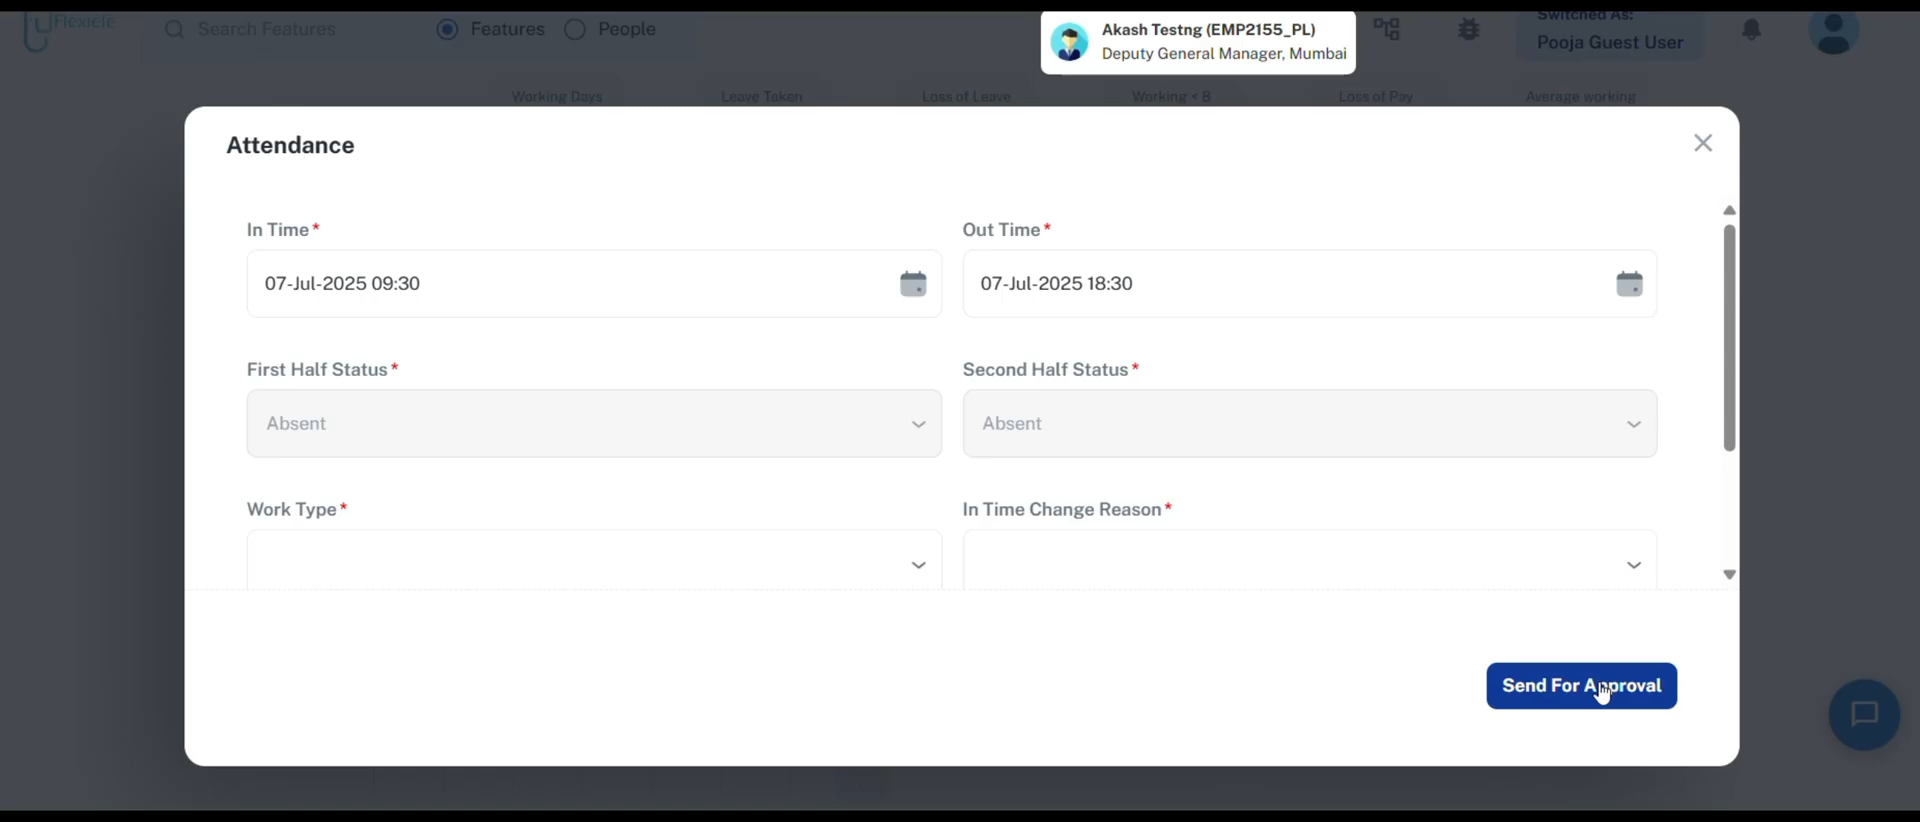 Flexiele
Search Features
Features
People
Akash Testng (EMP2155_PL)
Deputy General Manager, Mumbai
Switched As:
Pooja Guest User
Working Days
Leave Taken
Loss of Leave
Working < 8
Loss of Pay
Average working
Attendance
In Time*
Out Time*
07-Jul-2025 09:30
07-Jul-2025 18:30
First Half Status*
Second Half Status*
Absent
Absent
Work Type*
In Time Change Reason*
Send For Approval